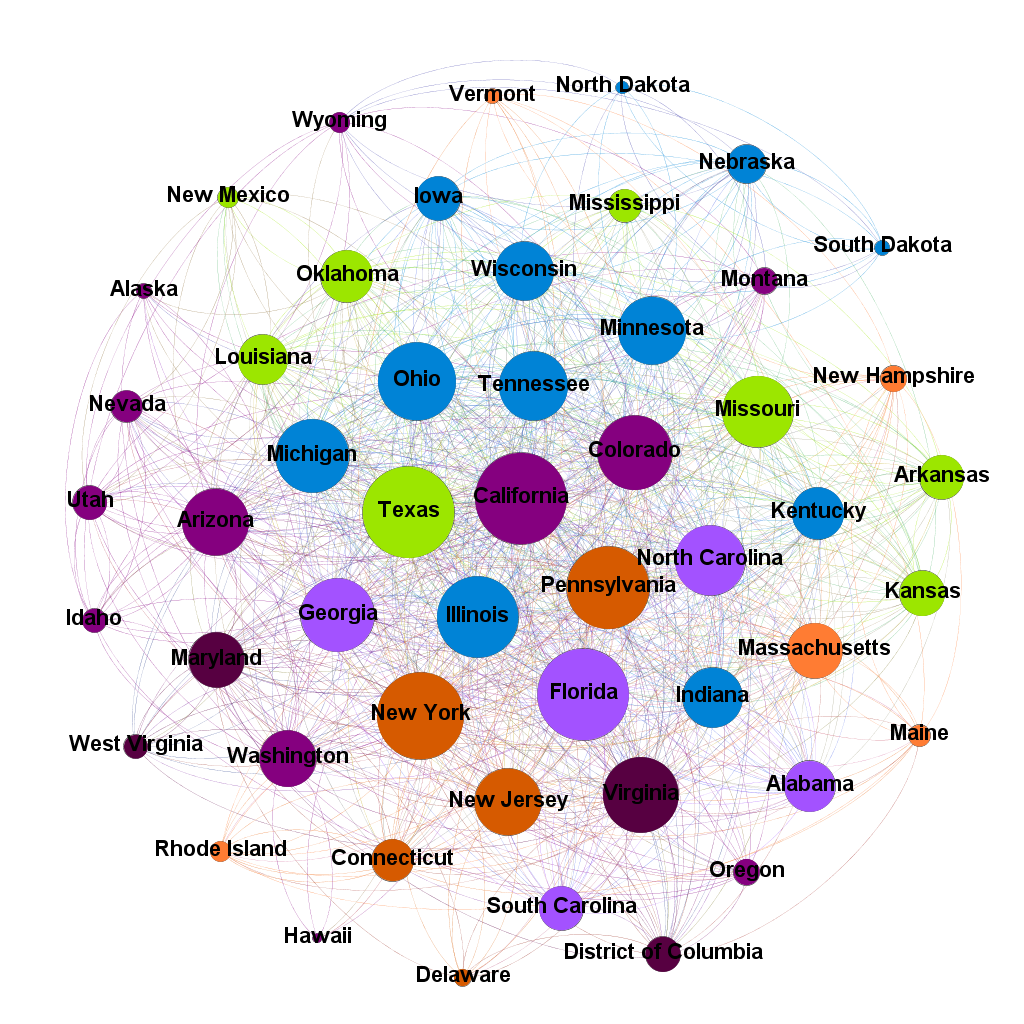 North Dakota
Vermont
Wyoming
Nebraska
New Mexico
Iowa
Mississippi
South Dakota
Oklahoma
Wisconsin
Montana
Alaska
Minnesota
Louisiana
Ohio
Tennessee
New Hampshire
Nevada
Missouri
Michigan
Colorado
Arkansas
Utah
California
Texas
Kentucky
Arizona
North Carolina
Pennsylvania
Kansas
Idaho
Georgia
Illinois
Massachusetts
Maryland
Florida
Indiana
New York
Maine
West Virginia
Washington
Alabama
New Jersey
Virginia
Rhode Island
Connecticut
Oregon
South Carolina
Hawaii
District of Columbia
Delaware